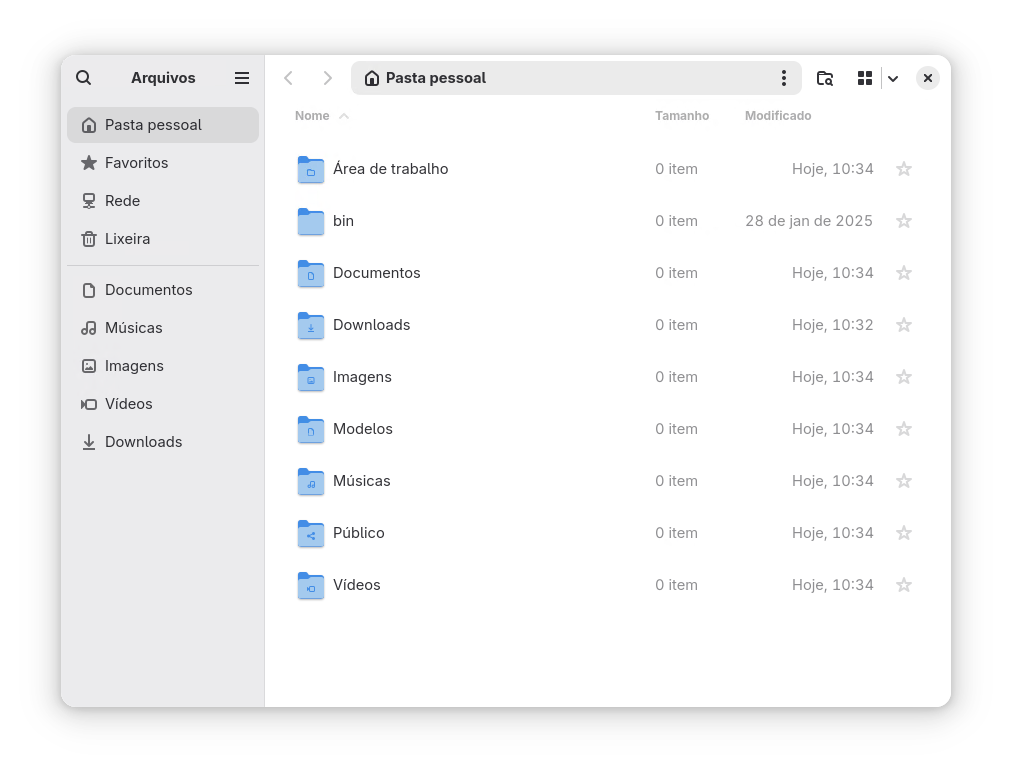 Arquivos
Pasta pessoal
Pasta pessoal
Favoritos
Rede
Lixeira
Documentos
Músicas
Imagens
Vídeos
Downloads
Nome Tamanho Modificado
Área de trabalho 0 item Hoje, 10:34
bin 0 item 28 de jan de 2025
Documentos 0 item Hoje, 10:34
Downloads 0 item Hoje, 10:32
Imagens 0 item Hoje, 10:34
Modelos 0 item Hoje, 10:34
Músicas 0 item Hoje, 10:34
Público 0 item Hoje, 10:34
Vídeos 0 item Hoje, 10:34